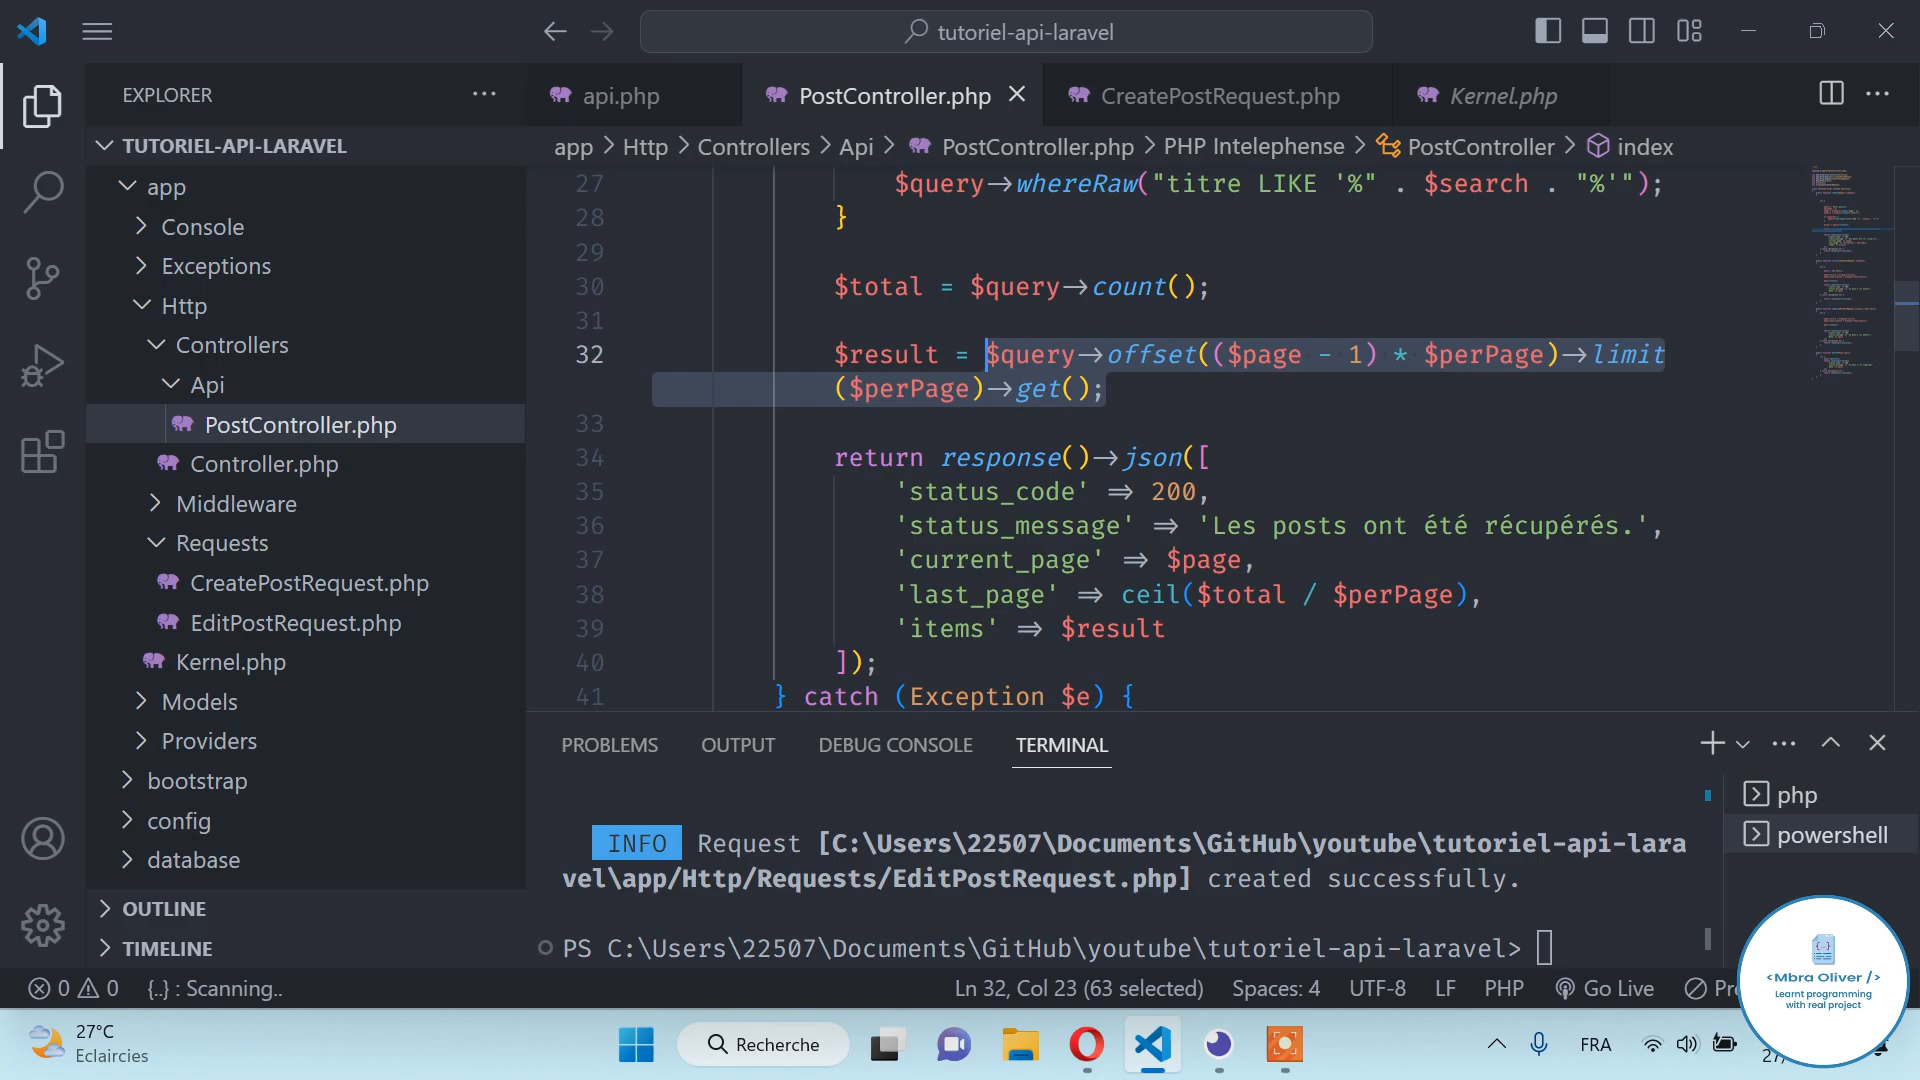 tutoriel-api-laravel
EXPLORER
api.php
PostController.php
CreatePostRequest.php
Kernel.php
TUTORIEL-API-LARAVEL
app > Http > Controllers > Api > PostController.php > PHP Intelephense > PostController > index
app
Console
Exceptions
Http
Controllers
Api
PostController.php
Controller.php
Middleware
Requests
CreatePostRequest.php
EditPostRequest.php
Kernel.php
Models
Providers
bootstrap
config
database
OUTLINE
TIMELINE
27 $query->whereRaw("titre LIKE '%" . $search . "%'");
28 }
29
30 $total = $query->count();
31
32 $result = $query->offset(($page - 1) * $perPage)->limit
($perPage)->get();
33
34 return response()->json([
35 'status_code' => 200,
36 'status_message' => 'Les posts ont été récupérés.',
37 'current_page' => $page,
38 'last_page' => ceil($total / $perPage),
39 'items' => $result
40 ]);
41 } catch (Exception $e) {
PROBLEMS OUTPUT DEBUG CONSOLE TERMINAL
php
powershell
INFO Request [C:\Users\22507\Documents\GitHub\youtube\tutoriel-api-lara
vel\app/Http/Requests/EditPostRequest.php] created successfully.
PS C:\Users\22507\Documents\GitHub\youtube\tutoriel-api-laravel>
{..}
<Mbra Oliver />
Learnt programming
with real project
0 0 {..} : Scanning..
Ln 32, Col 23 (63 selected) Spaces: 4 UTF-8 LF PHP Go Live
27°C
Eclaircies
Recherche
FRA